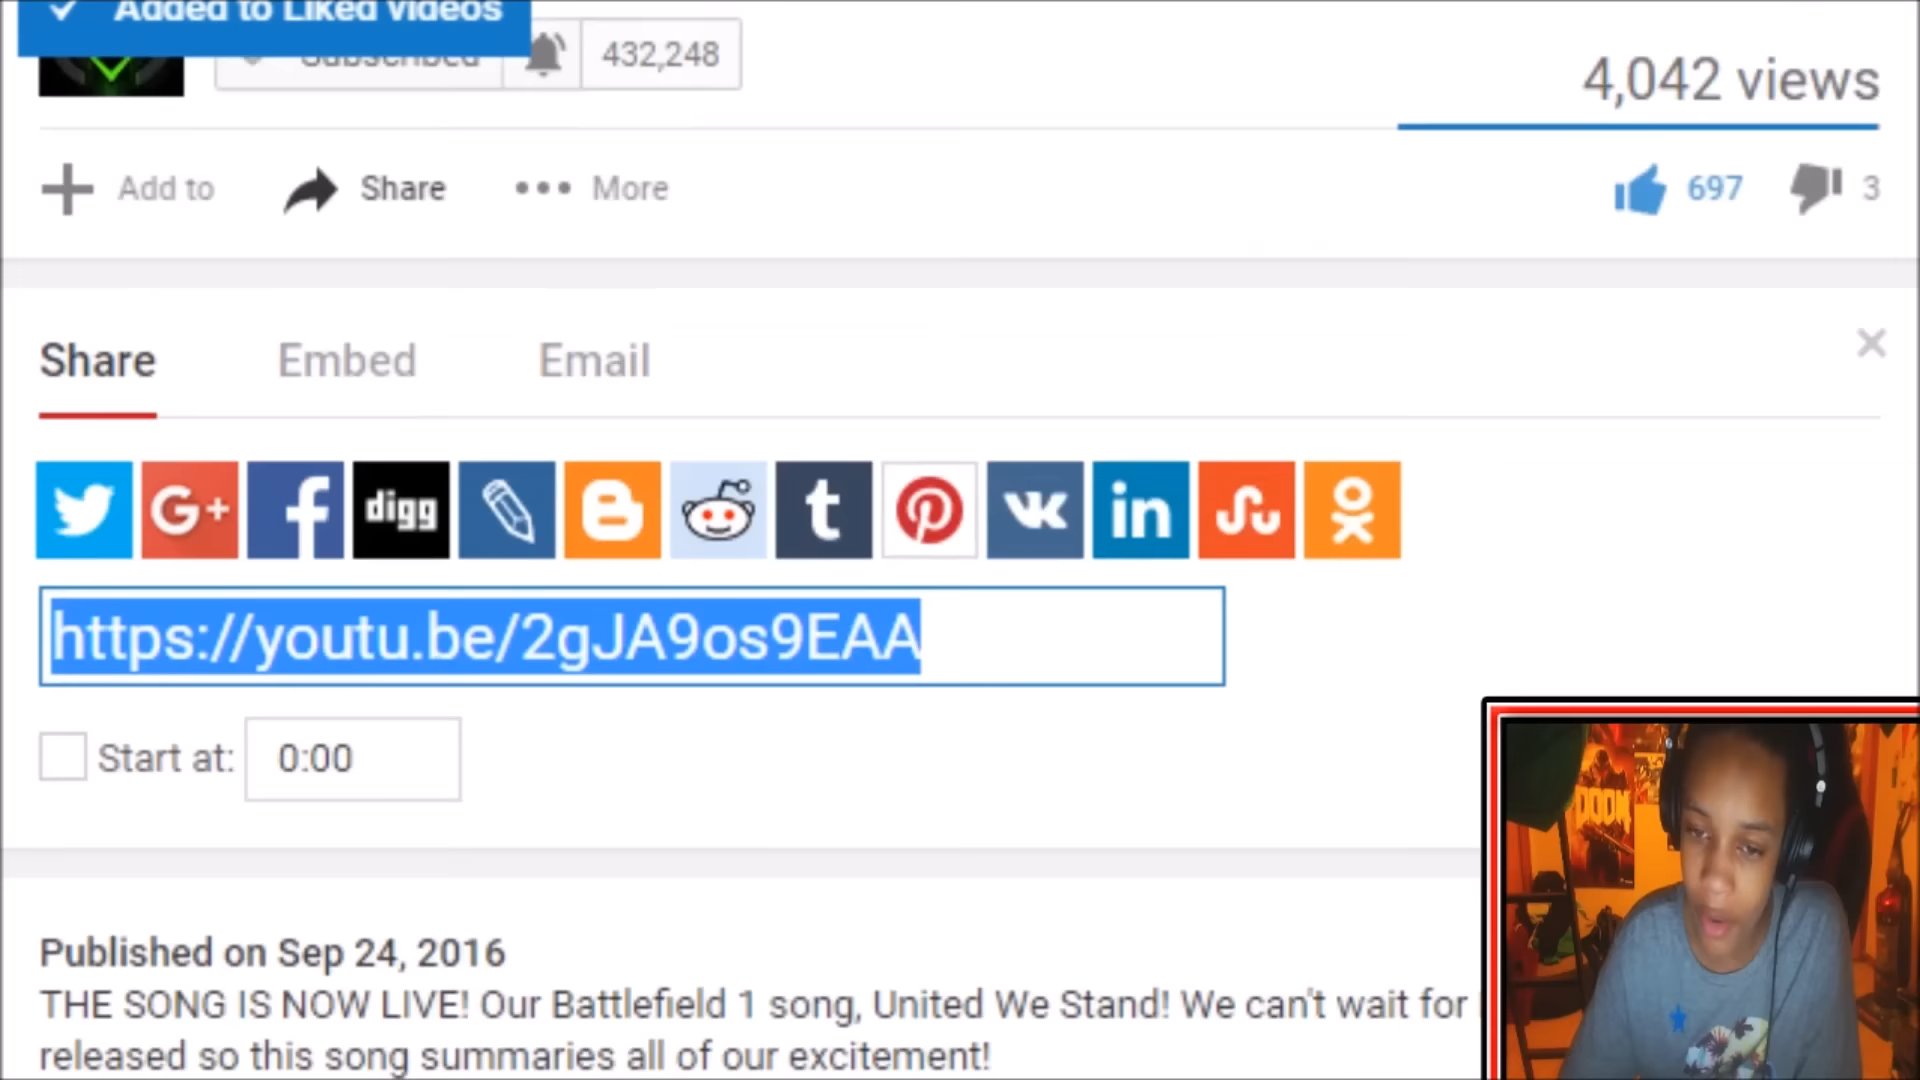 Added to Liked videos
Subscribed
432,248
4,042 views
Add to
Share
More
697
3
Share
Embed
Email
G+
f
digg
B
t
in
https://youtu.be/2gJA9os9EAA
Start at:
0:00
DOOM
Published on Sep 24, 2016
THE SONG IS NOW LIVE! Our Battlefield 1 song, United We Stand! We can't wait for
released so this song summaries all of our excitement!